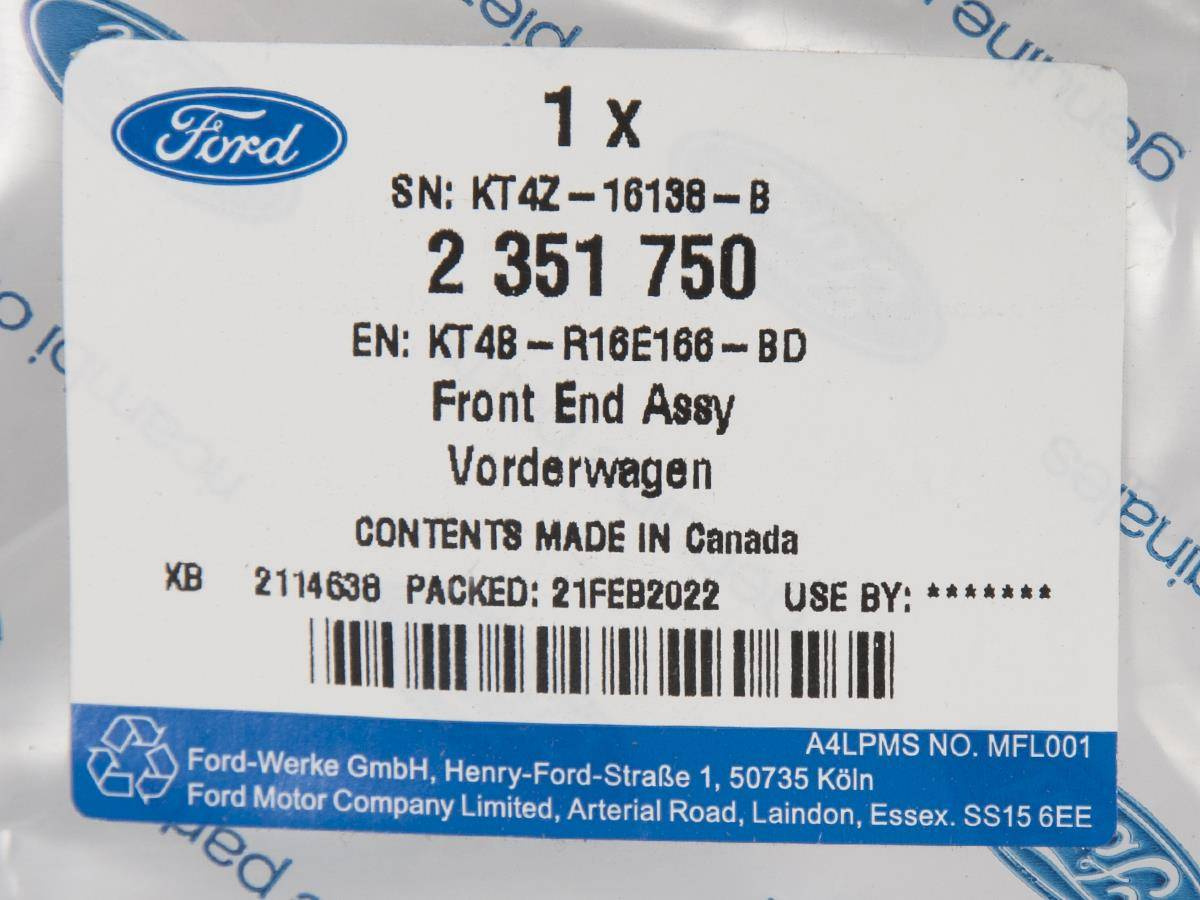 Ford
1 x
SN: KT4Z-16138-B
2 351 750
EN: KT4B-R16E166-BD
Front End Assy
Vorderwagen
CONTENTS MADE IN Canada
XB 2114638 PACKED: 21FEB2022 USE BY: *******
A4LPMS NO. MFL001
Ford-Werke GmbH, Henry-Ford-Straße 1, 50735 Köln
Ford Motor Company Limited, Arterial Road, Laindon, Essex. SS15 6EE
genuine